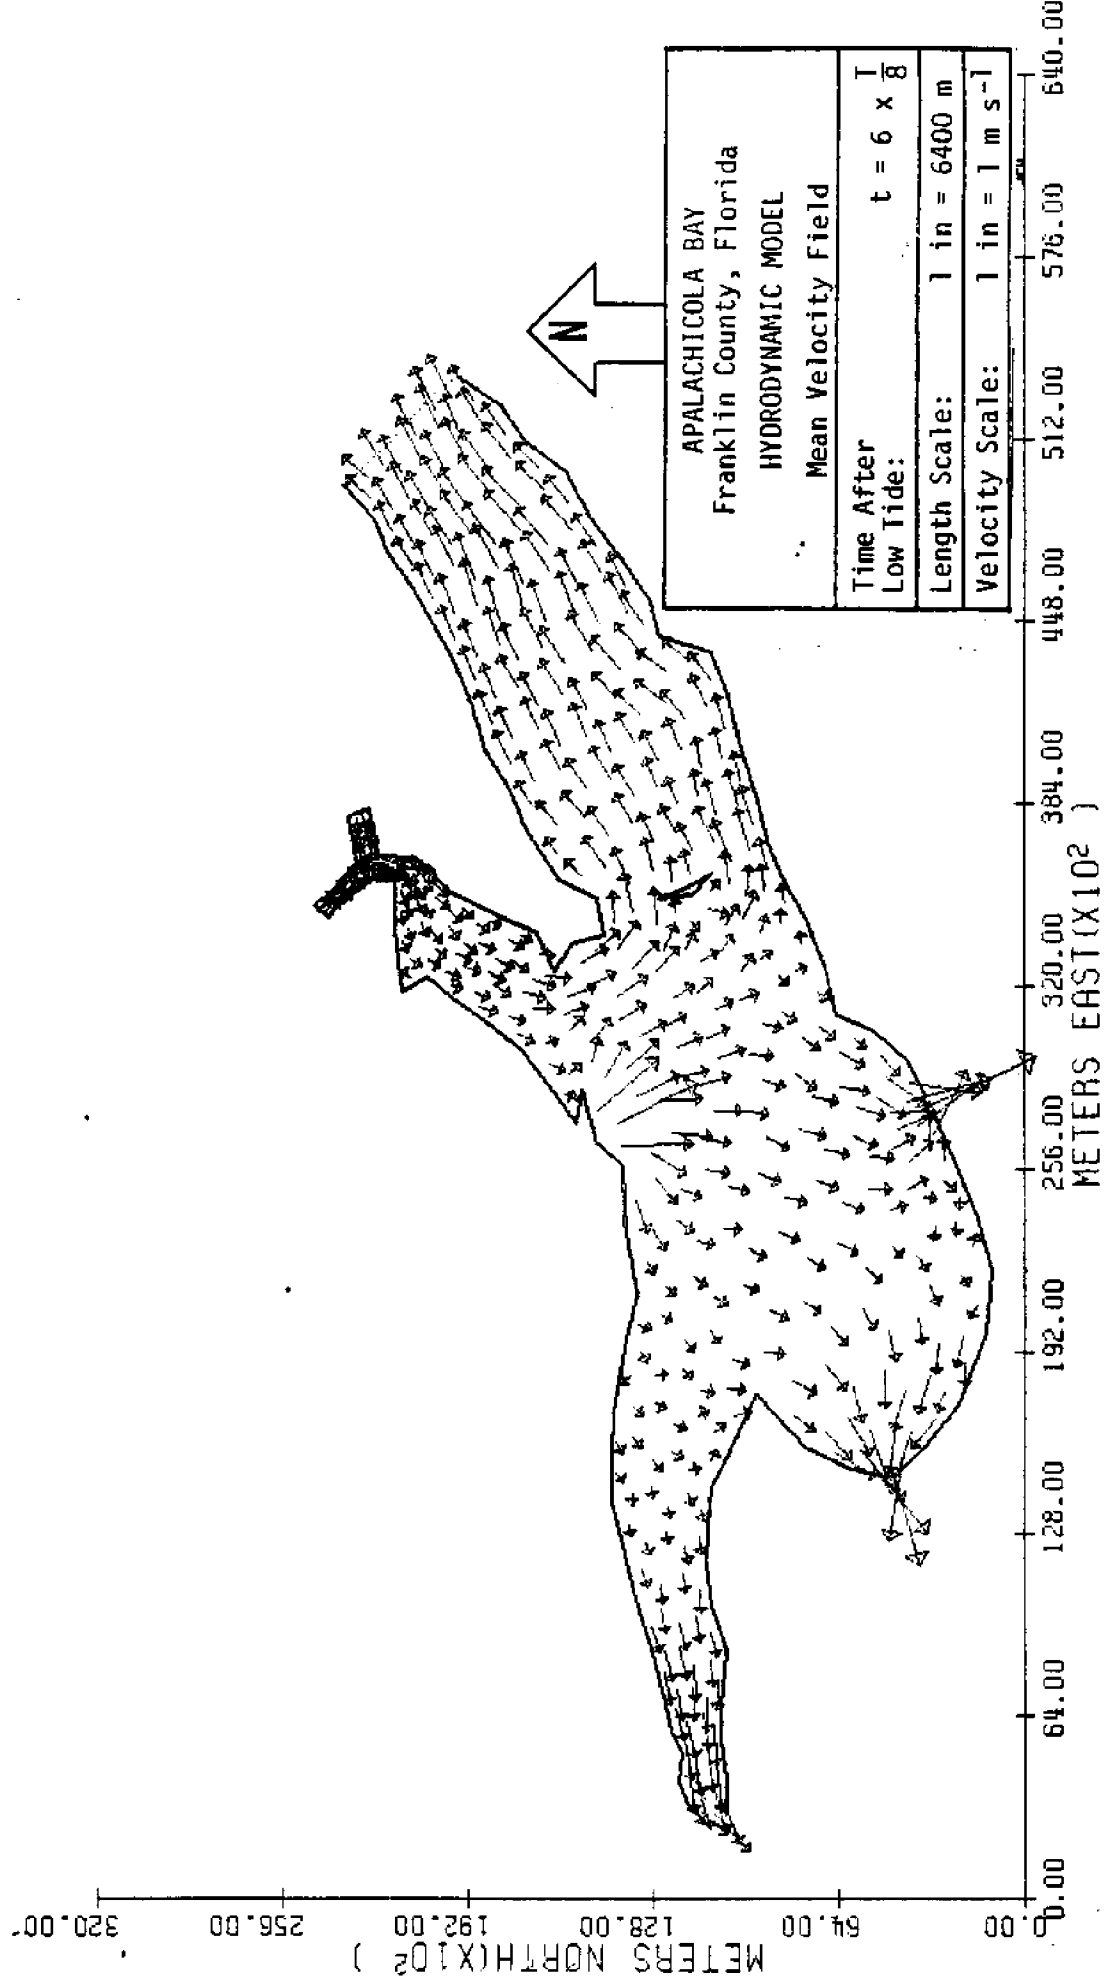 N
APALACHICOLA BAY
Franklin County, Florida
HYDRODYNAMIC MODEL
Mean Velocity Field
Time After
Low Tide: t = 6 x T/8
Length Scale: 1 in = 6400 m
Velocity Scale: 1 in = 1 m s⁻¹
320.00
256.00
192.00
128.00
64.00
0.00
METERS NORTH(X10²)
0.00 64.00 128.00 192.00 256.00 320.00 384.00 448.00 512.00 576.00 640.00
METERS EAST(X10²)